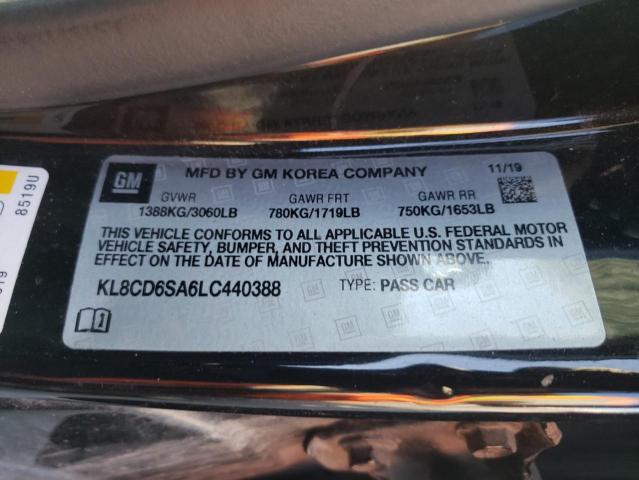 GM
MFD BY GM KOREA COMPANY
11/19
GVWR GAWR FRT GAWR RR
1388KG/3060LB 780KG/1719LB 750KG/1653LB
THIS VEHICLE CONFORMS TO ALL APPLICABLE U.S. FEDERAL MOTOR
VEHICLE SAFETY, BUMPER, AND THEFT PREVENTION STANDARDS IN
EFFECT ON THE DATE OF MANUFACTURE SHOWN ABOVE.
KL8CD6SA6LC440388 TYPE: PASS CAR
8519U